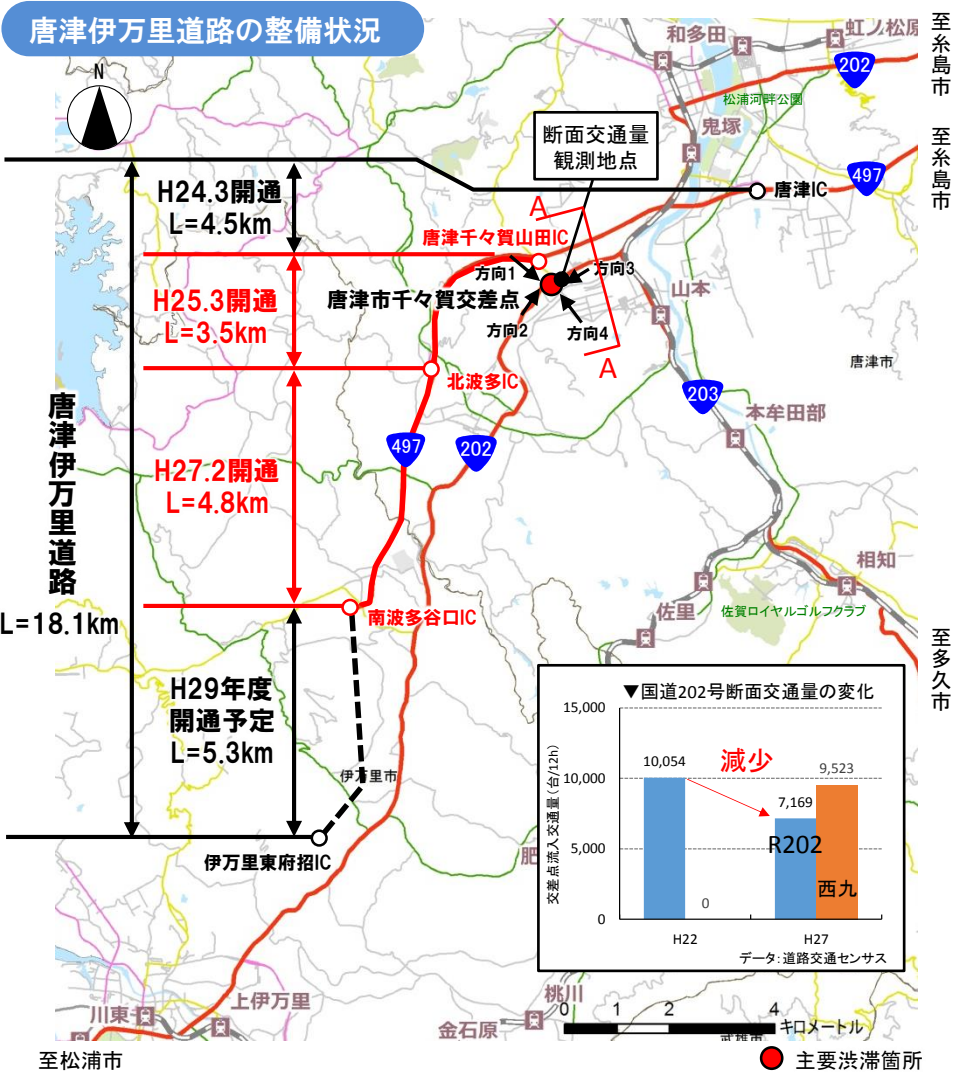 唐津伊万里道路の整備状況
N
至糸島市
至糸島市
至多久市
和多田
虹ノ松原
202
松浦河畔公園
鬼塚
断面交通量
観測地点
497
唐津IC
H24.3開通
L=4.5km
A
唐津千々賀山田IC
方向1
方向3
唐津市千々賀交差点
方向2
方向4
A
山本
H25.3開通
L=3.5km
北波多IC
唐津市
203
本牟田部
唐津伊万里道路
L=18.1km
497
202
H27.2開通
L=4.8km
相知
佐里
佐賀ロイヤルゴルフクラブ
南波多谷口IC
H29年度
開通予定
L=5.3km
伊万里市
伊万里東府招IC
肥
▼国道202号断面交通量の変化
交差点流入交通量(台/12h)
15,000
10,000
5,000
0
10,054
0
減少
7,169
9,523
R202
西九
H22
H27
データ:道路交通センサス
川東
上伊万里
桃川
金石原
0 1 2 4
キロメートル
武雄市
至松浦市
主要渋滞箇所